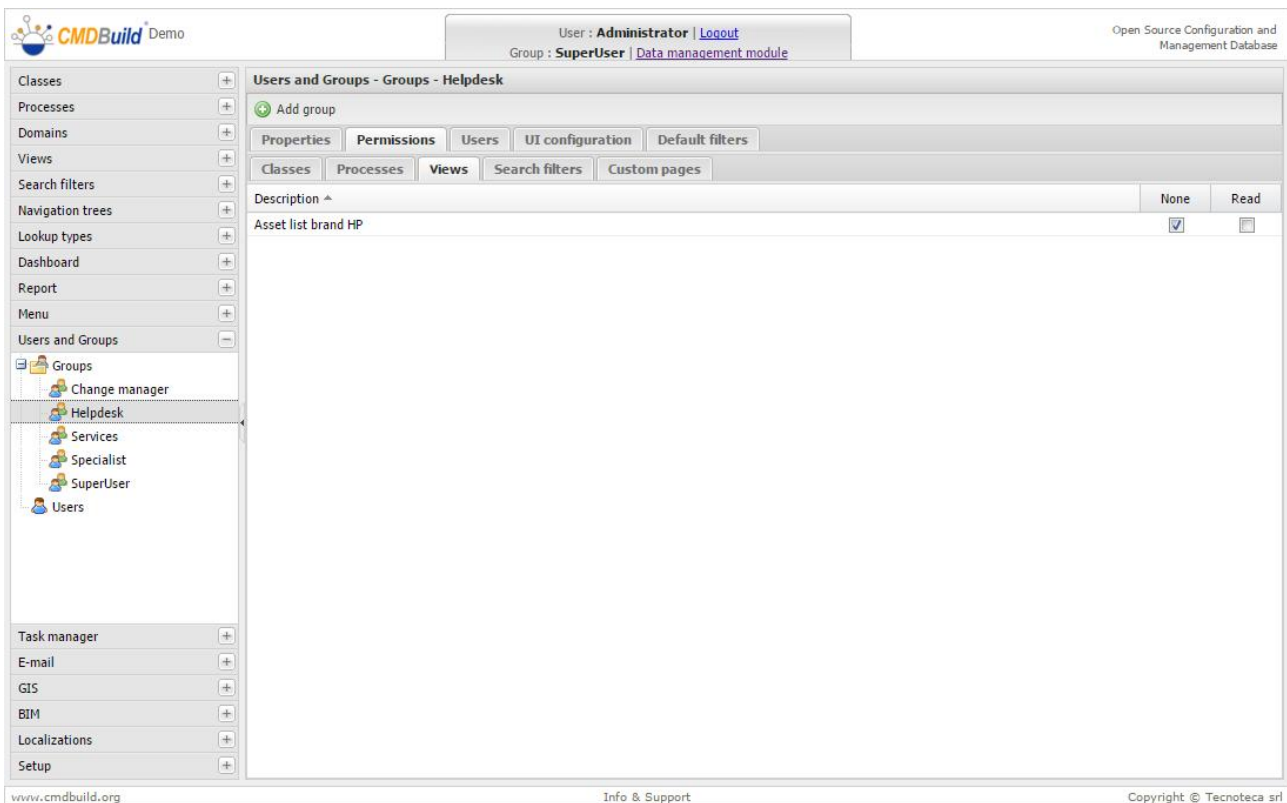 CMDBuild Demo
User : Administrator | Logout
Group : SuperUser | Data management module
Open Source Configuration and
Management Database
Classes
Processes
Domains
Views
Search filters
Navigation trees
Lookup types
Dashboard
Report
Menu
Users and Groups
Groups
Change manager
Helpdesk
Services
Specialist
SuperUser
Users
Task manager
E-mail
GIS
BIM
Localizations
Setup
Users and Groups - Groups - Helpdesk
Add group
Properties Permissions Users UI configuration Default filters
Classes Processes Views Search filters Custom pages
Description None Read
Asset list brand HP
www.cmdbuild.org Info & Support Copyright © Tecnoteca srl